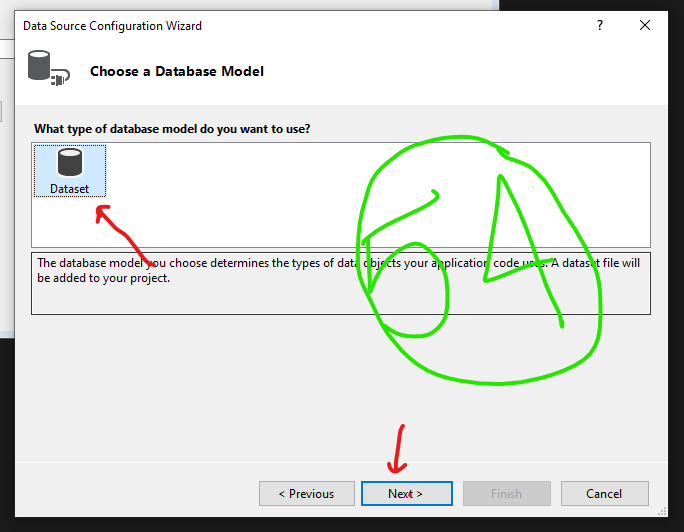 Data Source Configuration Wizard
?
Choose a Database Model
What type of database model do you want to use?
Dataset
64
The database model you choose determines the types of data objects your application code uses. A dataset file will
be added to your project.
< Previous
Next >
Finish
Cancel